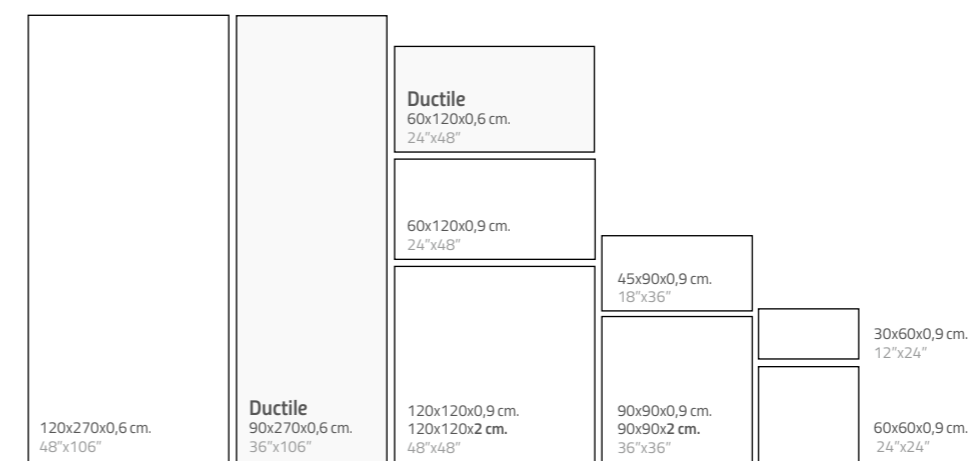 120x270x0,6 cm.
48”x106”
Ductile
90x270x0,6 cm.
36”x106”
Ductile
60x120x0,6 cm.
24”x48”
60x120x0,9 cm.
24”x48”
120x120x0,9 cm.
120x120x2 cm.
48”x48”
45x90x0,9 cm.
18”x36”
90x90x0,9 cm.
90x90x2 cm.
36”x36”
30x60x0,9 cm.
12”x24”
60x60x0,9 cm.
24”x24”